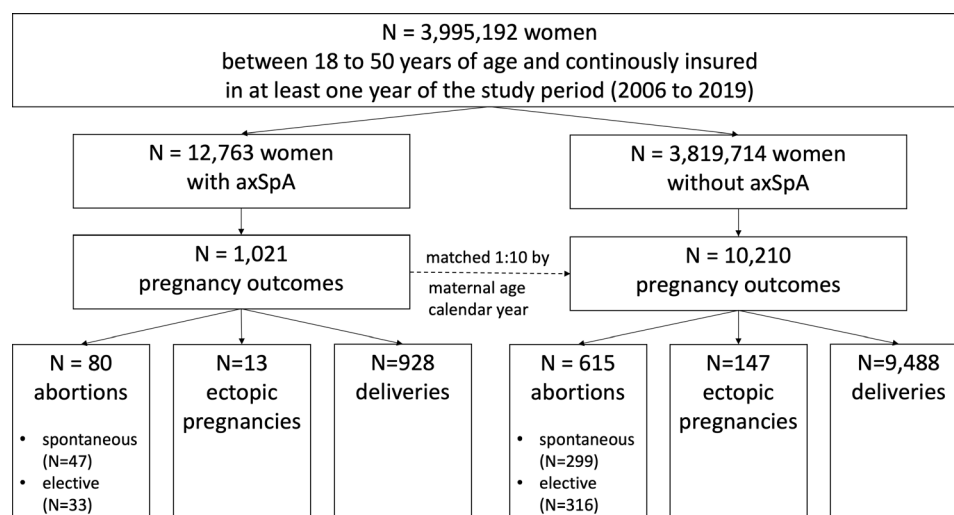 N = 3,995,192 women
between 18 to 50 years of age and continously insured
in at least one year of the study period (2006 to 2019)
N = 12,763 women
with axSpA
N = 3,819,714 women
without axSpA
N = 1,021
pregnancy outcomes
matched 1:10 by
maternal age
calendar year
N = 10,210
pregnancy outcomes
N = 80
abortions
• spontaneous
(N=47)
• elective
(N=33)
N=13
ectopic
pregnancies
N=928
deliveries
N = 615
abortions
• spontaneous
(N=299)
• elective
(N=316)
N=147
ectopic
pregnancies
N=9,488
deliveries